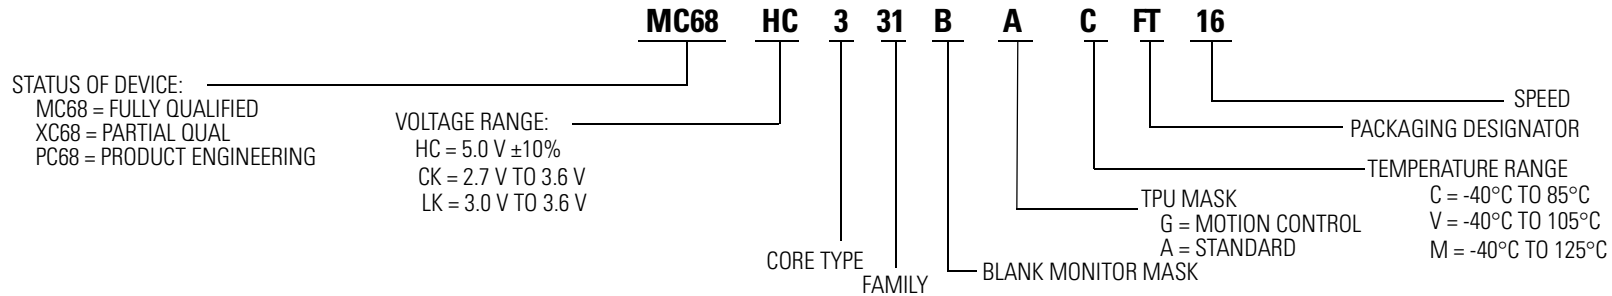 MC68 HC 3 31 B A C FT 16
STATUS OF DEVICE:
MC68 = FULLY QUALIFIED
XC68 = PARTIAL QUAL
PC68 = PRODUCT ENGINEERING
VOLTAGE RANGE:
HC = 5.0 V ±10%
CK = 2.7 V TO 3.6 V
LK = 3.0 V TO 3.6 V
CORE TYPE
FAMILY
BLANK MONITOR MASK
TPU MASK
G = MOTION CONTROL
A = STANDARD
SPEED
PACKAGING DESIGNATOR
TEMPERATURE RANGE
C = -40°C TO 85°C
V = -40°C TO 105°C
M = -40°C TO 125°C